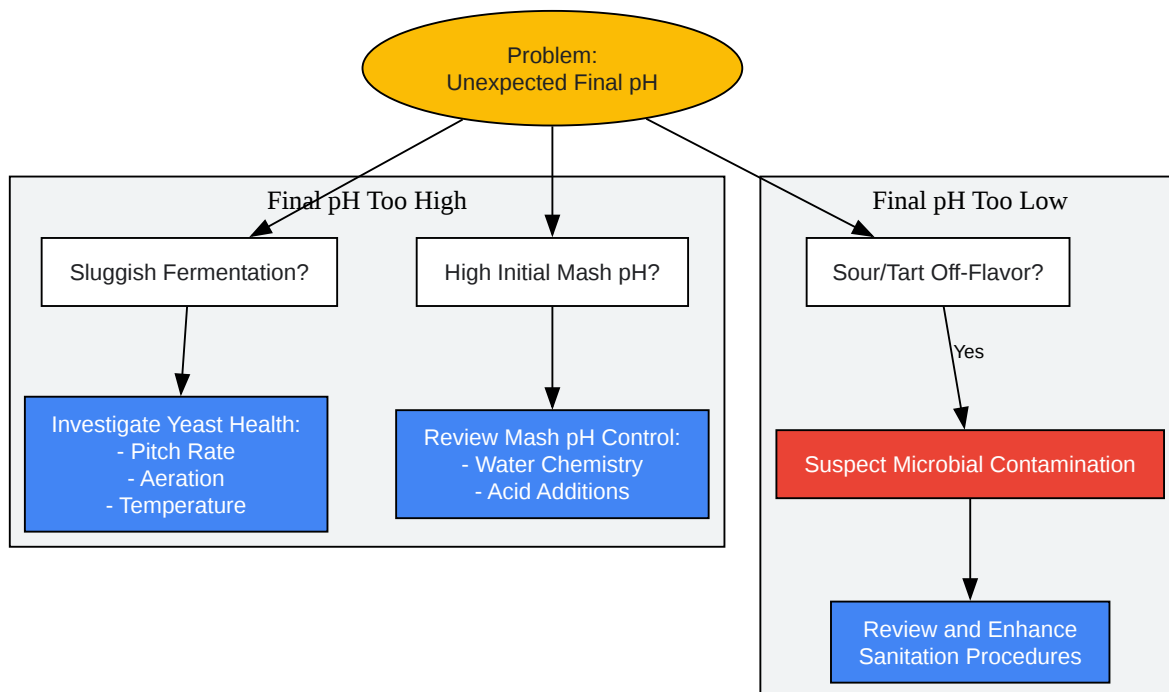 Problem:
Unexpected Final pH
Final pH Too High
Sluggish Fermentation?
High Initial Mash pH?
Investigate Yeast Health:
- Pitch Rate
- Aeration
- Temperature
Review Mash pH Control:
- Water Chemistry
- Acid Additions
Final pH Too Low
Sour/Tart Off-Flavor?
Yes
Suspect Microbial Contamination
Review and Enhance
Sanitation Procedures